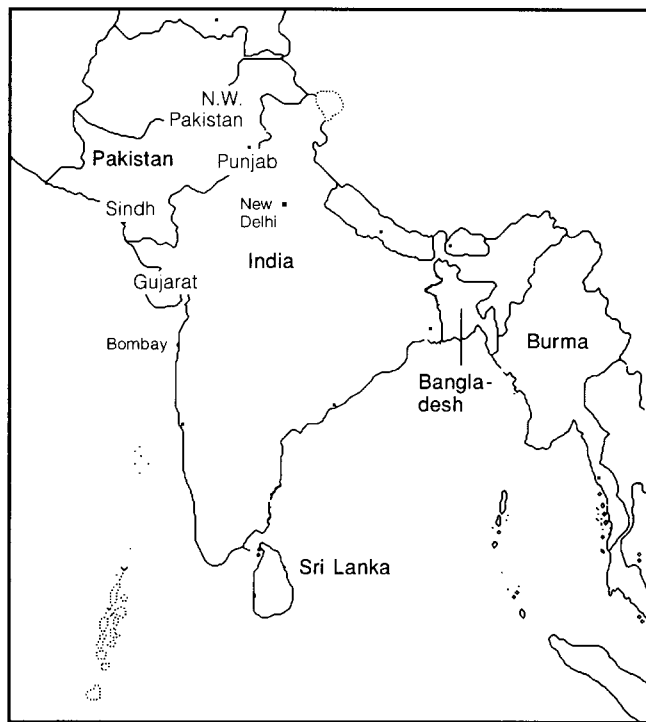 N.W.
Pakistan
Pakistan
Punjab
Sindh
New
Delhi
India
Gujarat
Bombay
Burma
Bangla-
desh
Sri Lanka